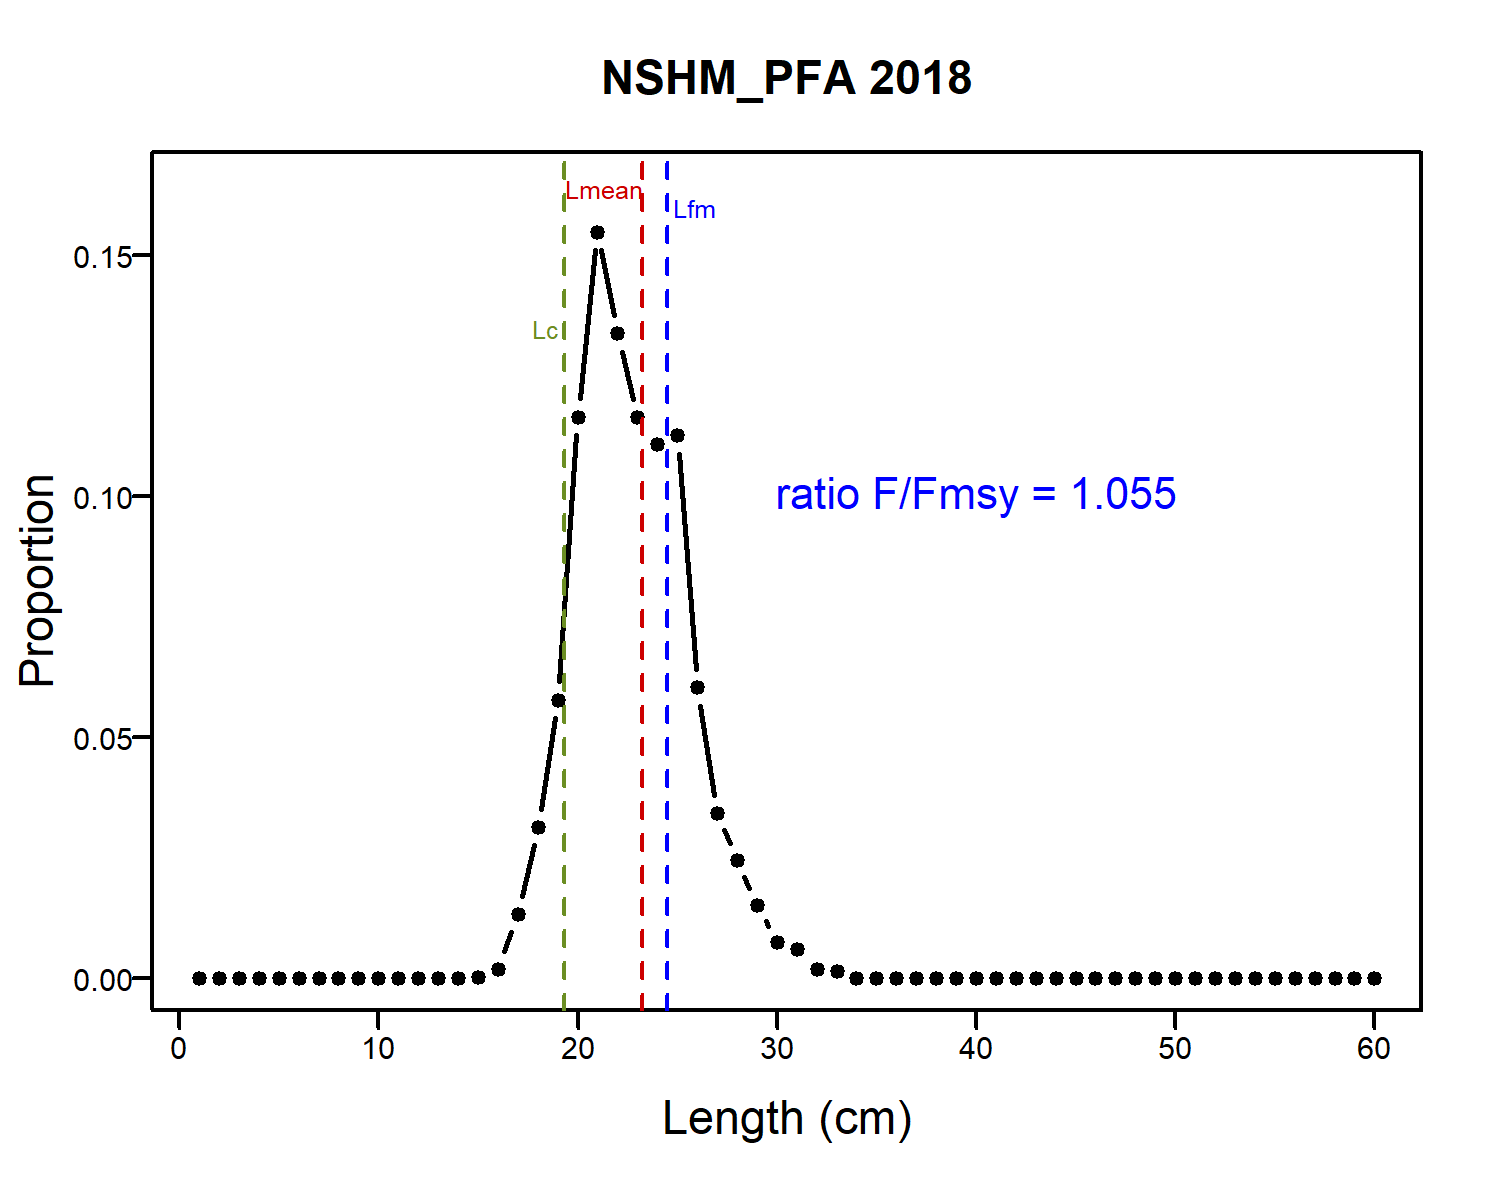 NSHM_PFA 2018
Lmean
Lfm
0.15
Lc
ratio F/Fmsy = 1.055
0.10
Proportion
0.05
0.00
0 10 20 30 40 50 60
Length (cm)